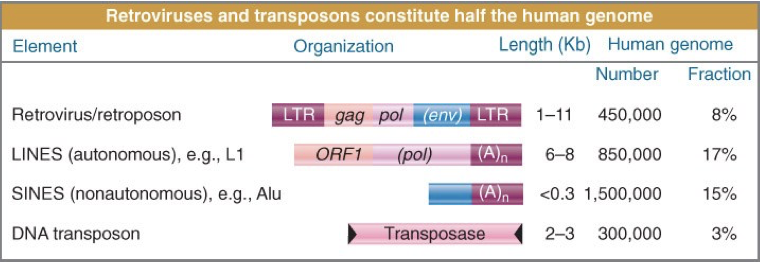 Retroviruses and transposons constitute half the human genome
Element Organization Length (Kb) Human genome
Number Fraction
Retrovirus/retroposon LTR gag pol (env) LTR 1–11 450,000 8%
LINES (autonomous), e.g., L1 ORF1 (pol) (A)n 6–8 850,000 17%
SINES (nonautonomous), e.g., Alu (A)n <0.3 1,500,000 15%
DNA transposon Transposase 2–3 300,000 3%